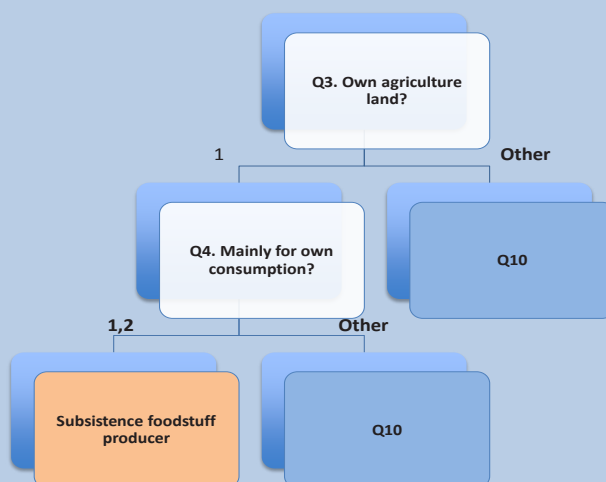 Q3. Own agriculture
land?
1
Other
Q4. Mainly for own
consumption?
Q10
1,2
Other
Subsistence foodstuff
producer
Q10